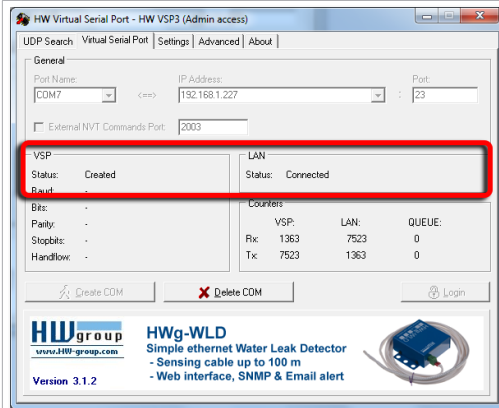 HW Virtual Serial Port - HW VSP3 (Admin access)
UDP Search Virtual Serial Port Settings Advanced About
General
Port Name: IP Address: Port:
COM7 <==> 192.168.1.227 : 23
External NVT Commands Port: 2003
VSP LAN
Status: Created Status: Connected
Baud: -
Bits: - Counters
Parity: - VSP: LAN: QUEUE:
Stopbits: - Rx: 1363 7523 0
Handflow: - Tx: 7523 1363 0
Create COM Delete COM Login
HWgroup
www.HW-group.com
Version 3.1.2
HWg-WLD
Simple ethernet Water Leak Detector
- Sensing cable up to 100 m
- Web interface, SNMP & Email alert